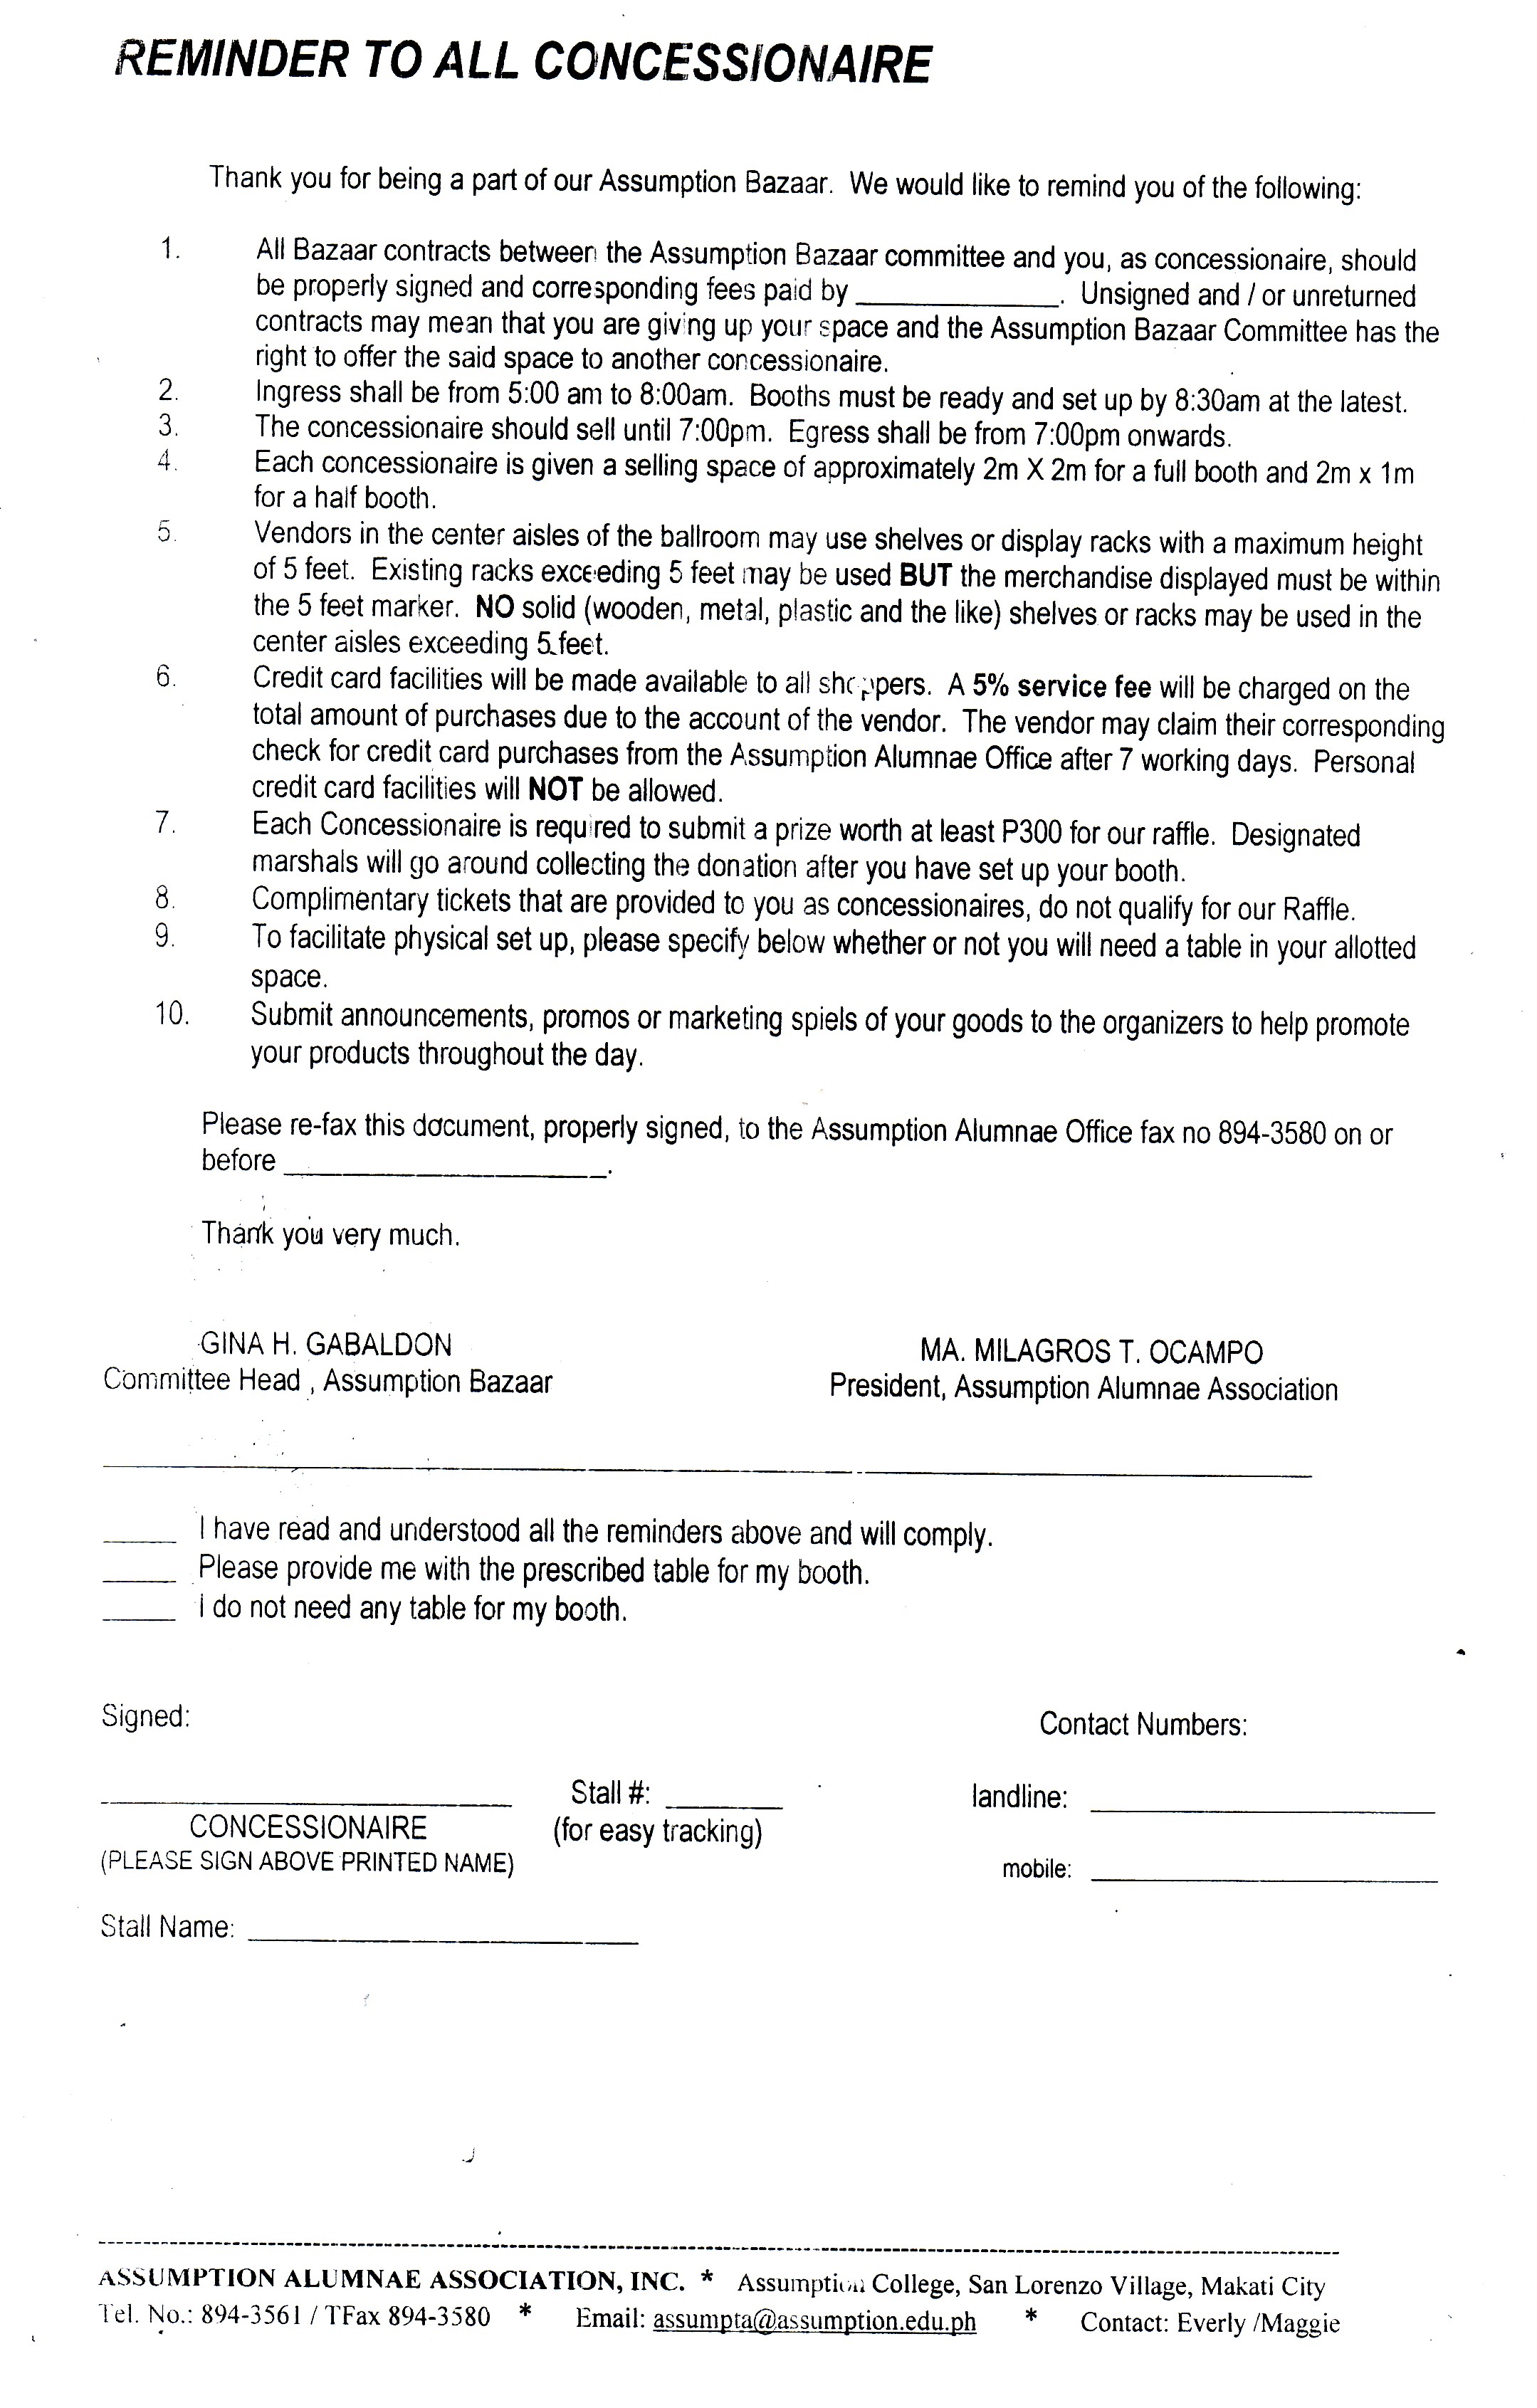 REMINDER TO ALL CONCESSIONAIRE
Thank you for being a part of our Assumption Bazaar. We would like to remind you of the following:
1. All Bazaar contracts between the Assumption Bazaar committee and you, as concessionaire, should
be properly signed and corresponding fees paid by ______________. Unsigned and / or unreturned
contracts may mean that you are giving up your space and the Assumption Bazaar Committee has the
right to offer the said space to another concessionaire.
2. Ingress shall be from 5:00 am to 8:00am. Booths must be ready and set up by 8:30am at the latest.
3. The concessionaire should sell until 7:00pm. Egress shall be from 7:00pm onwards.
4. Each concessionaire is given a selling space of approximately 2m X 2m for a full booth and 2m x 1m
for a half booth.
5. Vendors in the center aisles of the ballroom may use shelves or display racks with a maximum height
of 5 feet. Existing racks exceeding 5 feet may be used BUT the merchandise displayed must be within
the 5 feet marker. NO solid (wooden, metal, plastic and the like) shelves or racks may be used in the
center aisles exceeding 5 feet.
6. Credit card facilities will be made available to all shoppers. A 5% service fee will be charged on the
total amount of purchases due to the account of the vendor. The vendor may claim their corresponding
check for credit card purchases from the Assumption Alumnae Office after 7 working days. Personal
credit card facilities will NOT be allowed.
7. Each Concessionaire is required to submit a prize worth at least P300 for our raffle. Designated
marshals will go around collecting the donation after you have set up your booth.
8. Complimentary tickets that are provided to you as concessionaires, do not qualify for our Raffle.
9. To facilitate physical set up, please specify below whether or not you will need a table in your allotted
space.
10. Submit announcements, promos or marketing spiels of your goods to the organizers to help promote
your products throughout the day.
Please re-fax this document, properly signed, to the Assumption Alumnae Office fax no 894-3580 on or
before ______________________.
Thank you very much.
GINA H. GABALDON MA. MILAGROS T. OCAMPO
Committee Head , Assumption Bazaar President, Assumption Alumnae Association
_____ I have read and understood all the reminders above and will comply.
_____ Please provide me with the prescribed table for my booth.
_____ I do not need any table for my booth.
Signed: Contact Numbers:
Stall #: ________ landline: ______________________
CONCESSIONAIRE (for easy tracking)
(PLEASE SIGN ABOVE PRINTED NAME) mobile: ______________________
Stall Name: __________________________
ASSUMPTION ALUMNAE ASSOCIATION, INC. * Assumption College, San Lorenzo Village, Makati City
Tel. No.: 894-3561 / TFax 894-3580 * Email: assumpta@assumption.edu.ph * Contact: Everly /Maggie